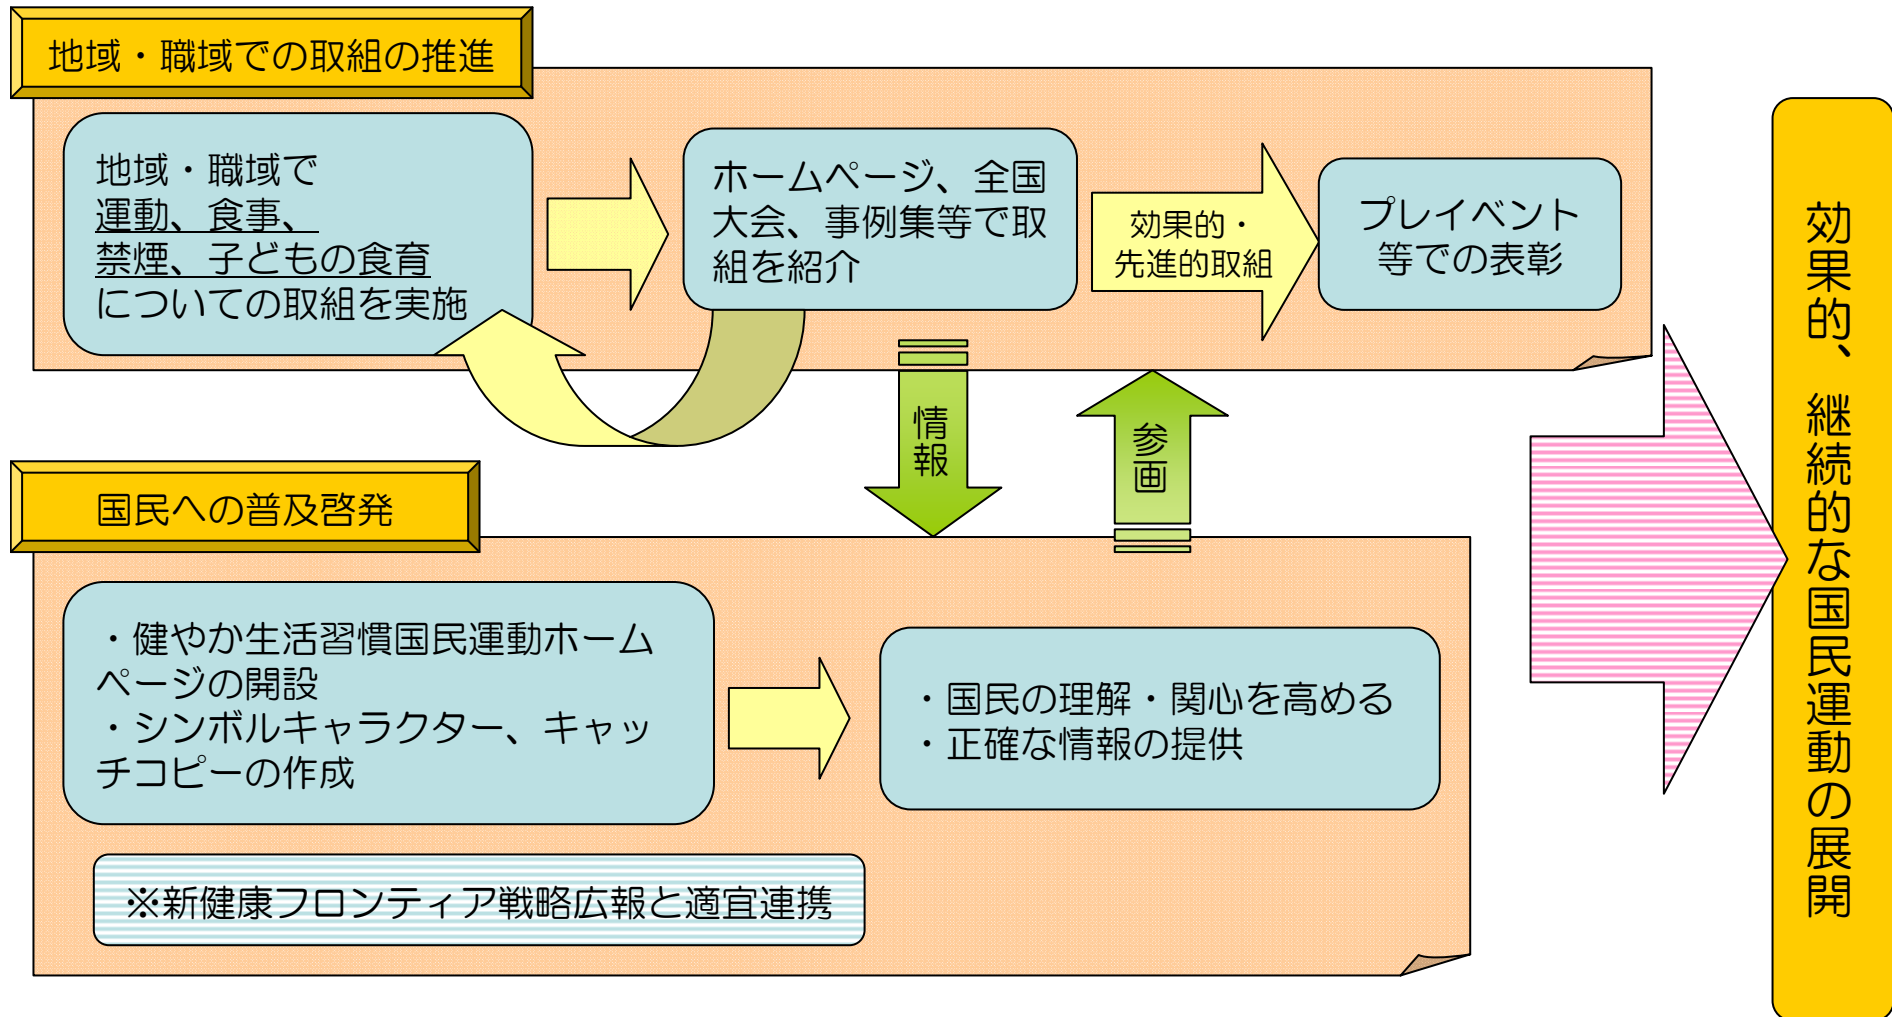 地域・職域での取組の推進
地域・職域で
運動、食事、
禁煙、子どもの食育
についての取組を実施
ホームページ、全国
大会、事例集等で取
組を紹介
効果的・
先進的取組
プレイベント
等での表彰
情報
参画
国民への普及啓発
・健やか生活習慣国民運動ホーム
ページの開設
・シンボルキャラクター、キャッ
チコピーの作成
・国民の理解・関心を高める
・正確な情報の提供
※新健康フロンティア戦略広報と適宜連携
効果的、継続的な国民運動の展開